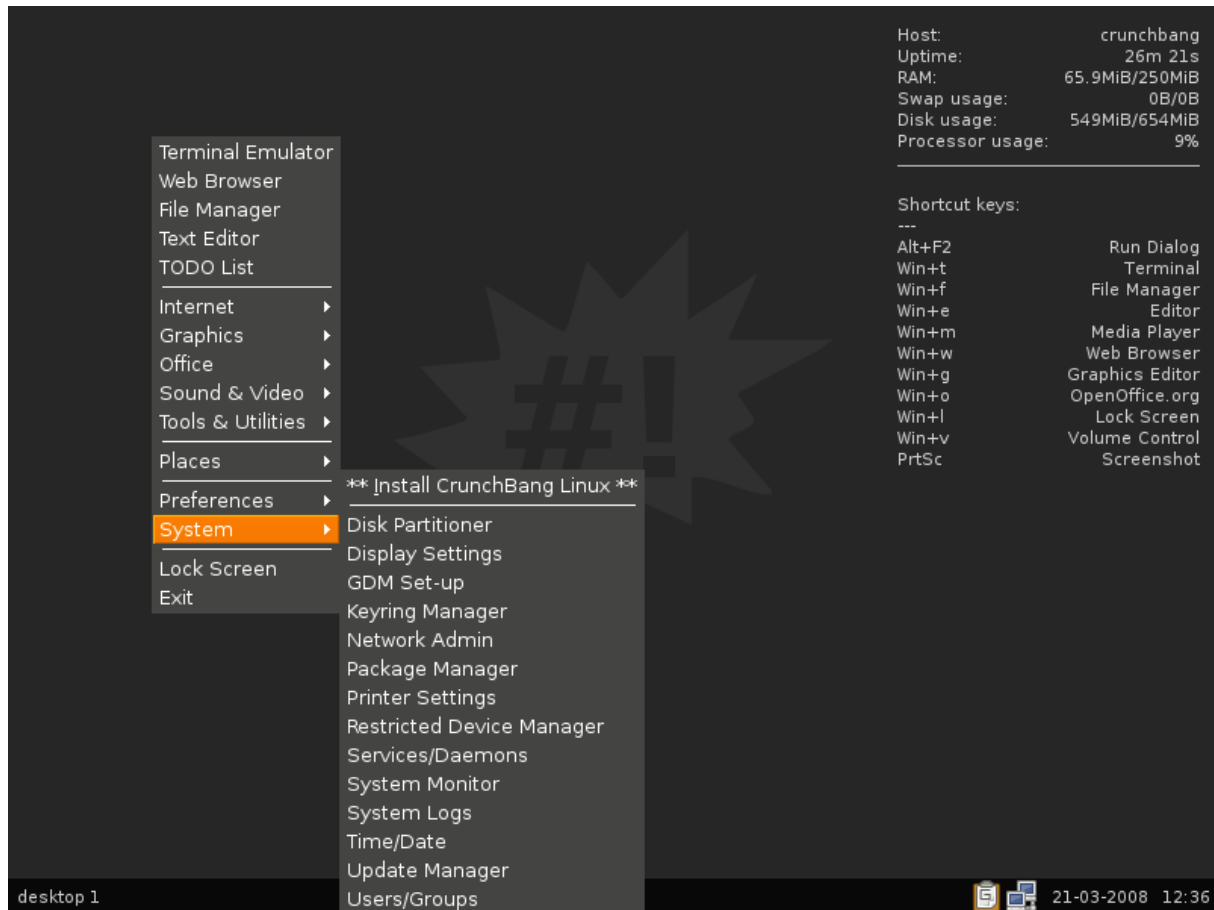 Host: crunchbang
Uptime: 26m 21s
RAM: 65.9MiB/250MiB
Swap usage: 0B/0B
Disk usage: 549MiB/654MiB
Processor usage: 9%
Shortcut keys:
---
Alt+F2 Run Dialog
Win+t Terminal
Win+f File Manager
Win+e Editor
Win+m Media Player
Win+w Web Browser
Win+g Graphics Editor
Win+o OpenOffice.org
Win+l Lock Screen
Win+v Volume Control
PrtSc Screenshot
Terminal Emulator
Web Browser
File Manager
Text Editor
TODO List
Internet
Graphics
Office
Sound & Video
Tools & Utilities
Places
Preferences
System
Lock Screen
Exit
#!
** Install CrunchBang Linux **
Disk Partitioner
Display Settings
GDM Set-up
Keyring Manager
Network Admin
Package Manager
Printer Settings
Restricted Device Manager
Services/Daemons
System Monitor
System Logs
Time/Date
Update Manager
Users/Groups
desktop 1
21-03-2008 12:36